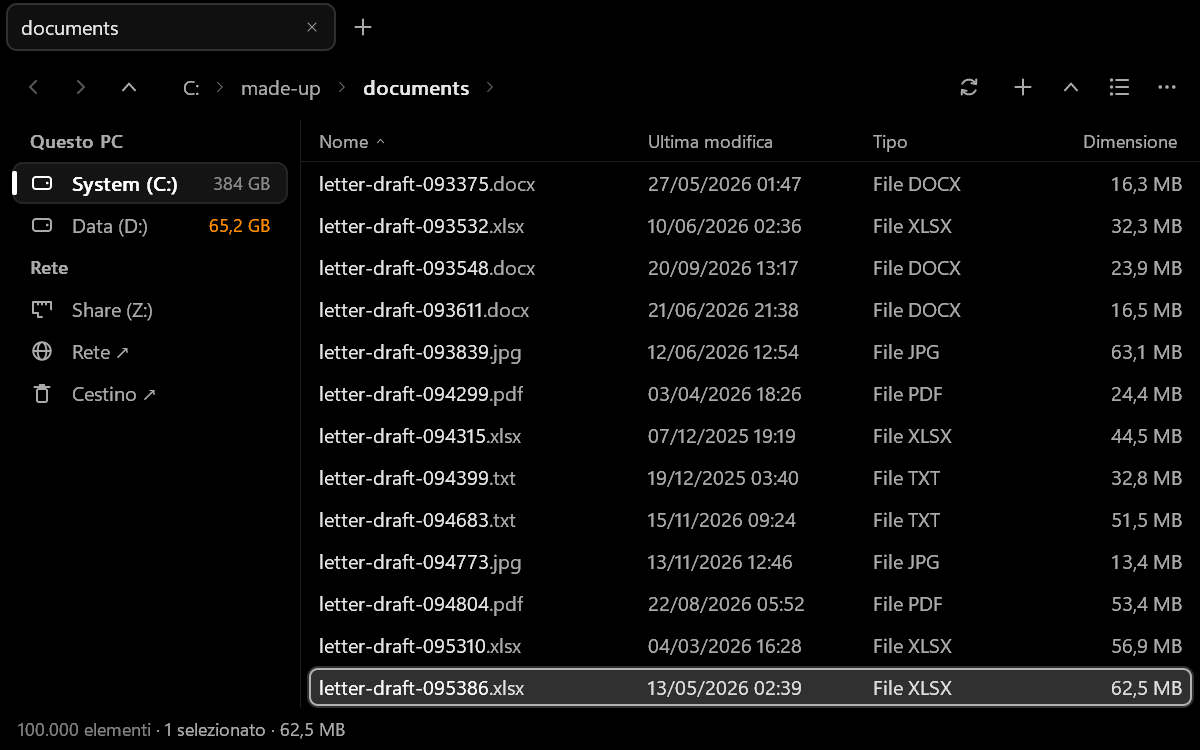 documents
C: made-up documents
Questo PC
System (C:) 384 GB
Data (D:) 65,2 GB
Rete
Share (Z:)
Rete ↗
Cestino ↗
Nome Ultima modifica Tipo Dimensione
letter-draft-093375.docx 27/05/2026 01:47 File DOCX 16,3 MB
letter-draft-093532.xlsx 10/06/2026 02:36 File XLSX 32,3 MB
letter-draft-093548.docx 20/09/2026 13:17 File DOCX 23,9 MB
letter-draft-093611.docx 21/06/2026 21:38 File DOCX 16,5 MB
letter-draft-093839.jpg 12/06/2026 12:54 File JPG 63,1 MB
letter-draft-094299.pdf 03/04/2026 18:26 File PDF 24,4 MB
letter-draft-094315.xlsx 07/12/2025 19:19 File XLSX 44,5 MB
letter-draft-094399.txt 19/12/2025 03:40 File TXT 32,8 MB
letter-draft-094683.txt 15/11/2026 09:24 File TXT 51,5 MB
letter-draft-094773.jpg 13/11/2026 12:46 File JPG 13,4 MB
letter-draft-094804.pdf 22/08/2026 05:52 File PDF 53,4 MB
letter-draft-095310.xlsx 04/03/2026 16:28 File XLSX 56,9 MB
letter-draft-095386.xlsx 13/05/2026 02:39 File XLSX 62,5 MB
100.000 elementi · 1 selezionato · 62,5 MB